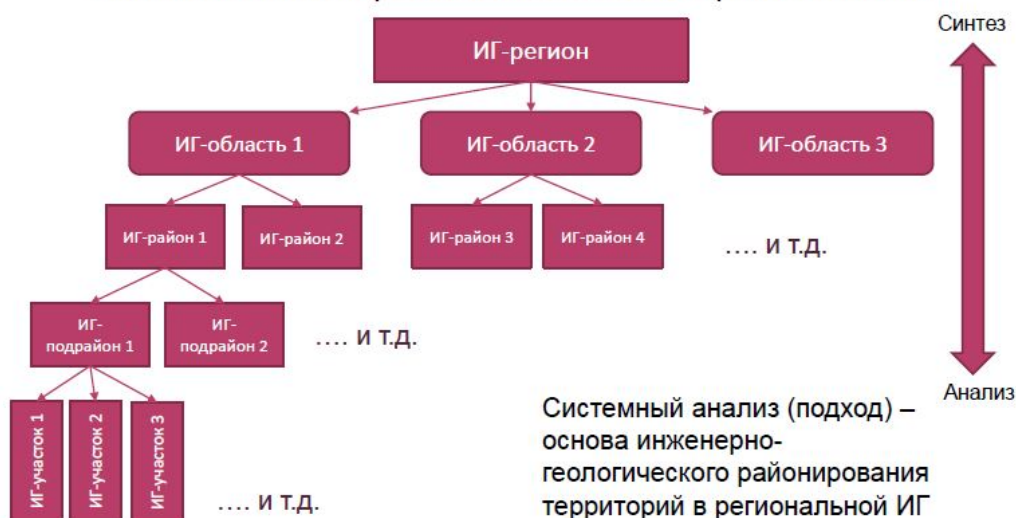 Синтез
ИГ-регион
ИГ-область 1
ИГ-область 2
ИГ-область 3
ИГ-район 1
ИГ-район 2
ИГ-район 3
ИГ-район 4
.... и т.д.
ИГ-
подрайон 1
ИГ-
подрайон 2
.... и т.д.
Анализ
ИГ-участок 1
ИГ-участок 2
ИГ-участок 3
.... и т.д.
Системный анализ (подход) –
основа инженерно-
геологического районирования
территорий в региональной ИГ